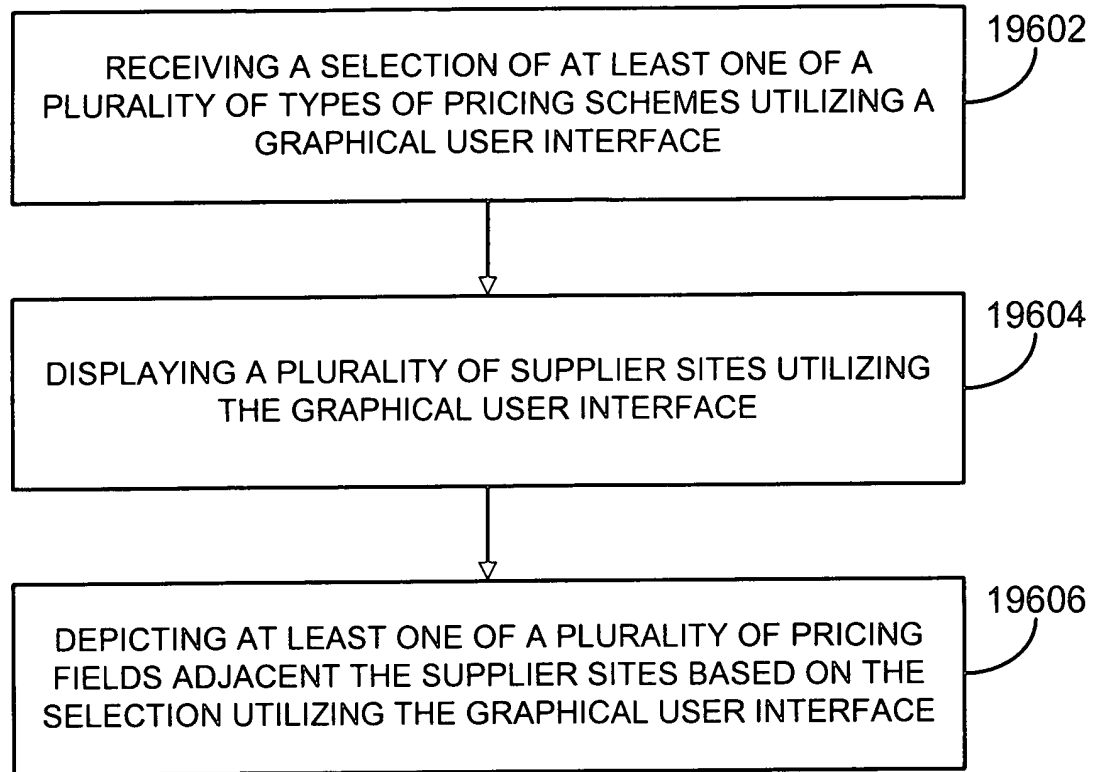 19602
RECEIVING A SELECTION OF AT LEAST ONE OF A
PLURALITY OF TYPES OF PRICING SCHEMES UTILIZING A
GRAPHICAL USER INTERFACE
19604
DISPLAYING A PLURALITY OF SUPPLIER SITES UTILIZING
THE GRAPHICAL USER INTERFACE
19606
DEPICTING AT LEAST ONE OF A PLURALITY OF PRICING
FIELDS ADJACENT THE SUPPLIER SITES BASED ON THE
SELECTION UTILIZING THE GRAPHICAL USER INTERFACE